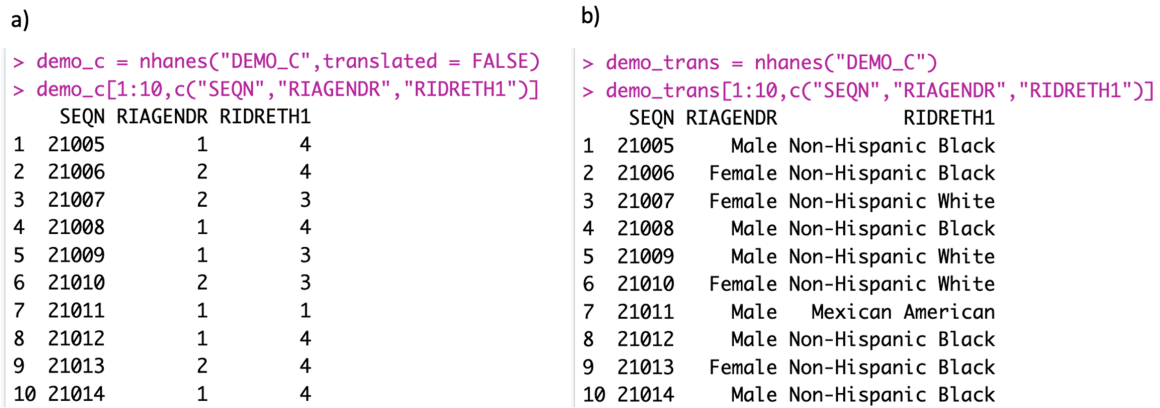 a)
> demo_c = nhanes("DEMO_C",translated = FALSE)
> demo_c[1:10,c("SEQN","RIAGENDR","RIDRETH1")]
SEQN RIAGENDR RIDRETH1
1 21005 1 4
2 21006 2 4
3 21007 2 3
4 21008 1 4
5 21009 1 3
6 21010 2 3
7 21011 1 1
8 21012 1 4
9 21013 2 4
10 21014 1 4
b)
> demo_trans = nhanes("DEMO_C")
> demo_trans[1:10,c("SEQN","RIAGENDR","RIDRETH1")]
SEQN RIAGENDR RIDRETH1
1 21005 Male Non-Hispanic Black
2 21006 Female Non-Hispanic Black
3 21007 Female Non-Hispanic White
4 21008 Male Non-Hispanic Black
5 21009 Male Non-Hispanic White
6 21010 Female Non-Hispanic White
7 21011 Male Mexican American
8 21012 Male Non-Hispanic Black
9 21013 Female Non-Hispanic Black
10 21014 Male Non-Hispanic Black